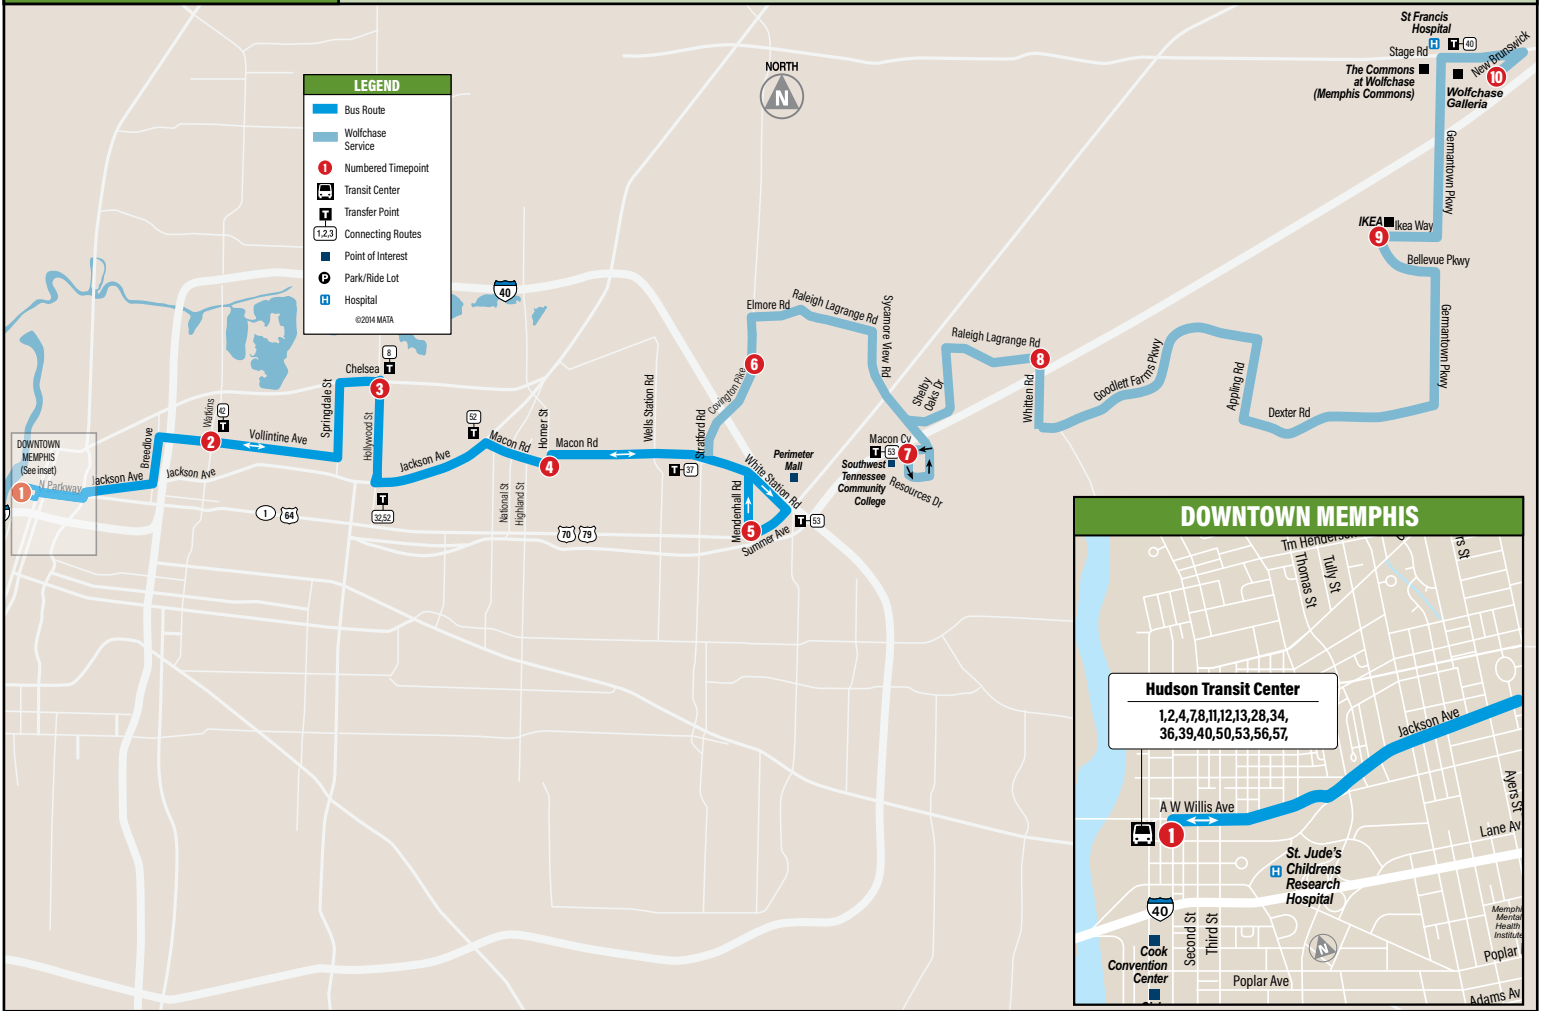 St Francis
Hospital
H
T
40
Stage Rd
New Brunswick
The Commons
at Wolfchase
(Memphis Commons)
Wolfchase
Galleria
10
Germantown Pkwy
IKEA
Ikea Way
9
Bellevue Pkwy
Germantown Pkwy
NORTH
N
LEGEND
Bus Route
Wolfchase
Service
1
Numbered Timepoint
Transit Center
T
Transfer Point
1,2,3
Connecting Routes
Point of Interest
P
Park/Ride Lot
H
Hospital
©2014 MATA
40
Elmore Rd
Raleigh Lagrange Rd
Sycamore View Rd
Raleigh Lagrange Rd
8
Whitten Rd
Goodlett Farms Pkwy
Appling Rd
Dexter Rd
Shelby
Oaks Dr
6
Covington Pike
8
T
Chelsea
3
Springdale St
Hollywood St
Watkins
42
T
2
Vollintine Ave
Breedlove
Jackson Ave
Jackson Ave
DOWNTOWN
MEMPHIS
(See inset)
N Parkway
1
1
64
T
32,52
Jackson Ave
52
T
Macon Rd
Homer St
4
Macon Rd
National St
Highland St
Wells Station Rd
Stratford Rd
T
37
70
79
Perimeter
Mall
White Station Rd
Mendenhall Rd
5
Summer Ave
T
53
Macon Cv
T
53
7
Southwest
Tennessee
Community
College
Resources Dr
DOWNTOWN MEMPHIS
Thomas St
Tully St
Hudson Transit Center
1,2,4,7,8,11,12,13,28,34,
36,39,40,50,53,56,57,
Jackson Ave
A W Willis Ave
1
Ayers St
Lane Av
H
St. Jude's
Childrens
Research
Hospital
40
Second St
Third St
Cook
Convention
Center
N
Memphi
Mental
Health
Institute
Poplar
Poplar Ave
Adams Av